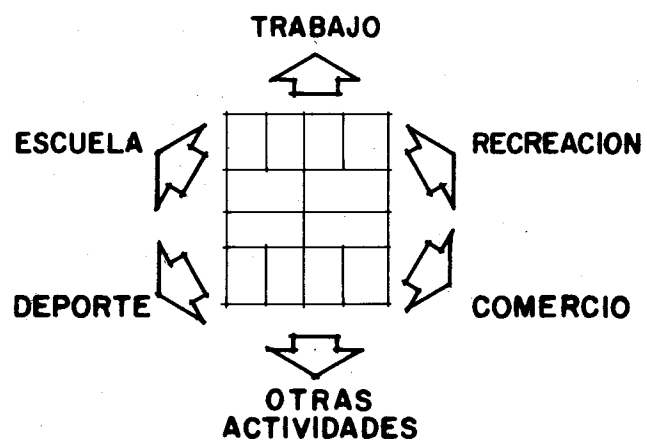 TRABAJO
ESCUELA
RECREACION
DEPORTE
COMERCIO
OTRAS
ACTIVIDADES